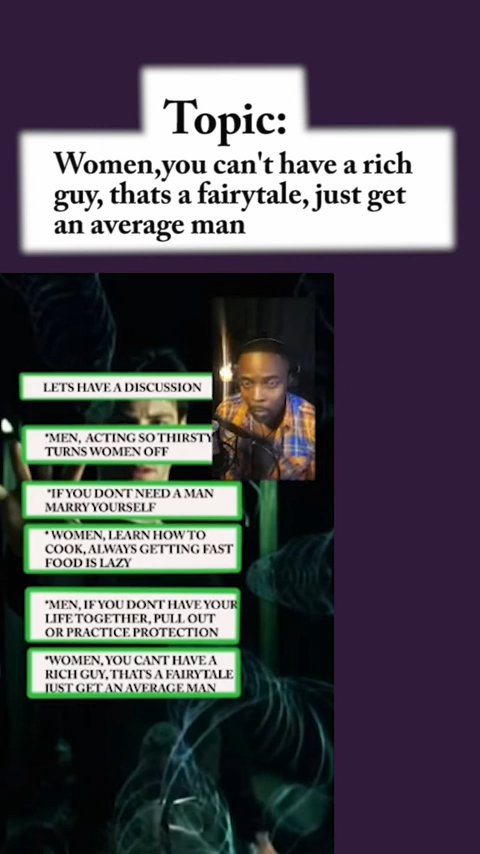 Topic:
Women,you can't have a rich
guy, thats a fairytale, just get
an average man
LETS HAVE A DISCUSSION
*MEN, ACTING SO THIRSTY
TURNS WOMEN OFF
*IF YOU DONT NEED A MAN
MARRY YOURSELF
* WOMEN, LEARN HOW TO
COOK, ALWAYS GETTING FAST
FOOD IS LAZY
*MEN, IF YOU DONT HAVE YOUR
LIFE TOGETHER, PULL OUT
OR PRACTICE PROTECTION
*WOMEN, YOU CANT HAVE A
RICH GUY, THATS A FAIRYTALE
JUST GET AN AVERAGE MAN